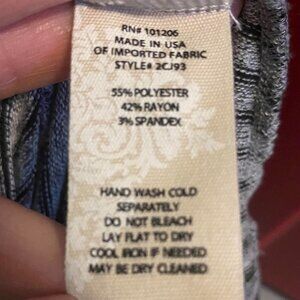 RN# 101206
MADE IN USA
OF IMPORTED FABRIC
STYLE# 2CJ93
55% POLYESTER
42% RAYON
3% SPANDEX
HAND WASH COLD
SEPARATELY
DO NOT BLEACH
LAY FLAT TO DRY
COOL IRON IF NEEDED
MAY BE DRY CLEANED